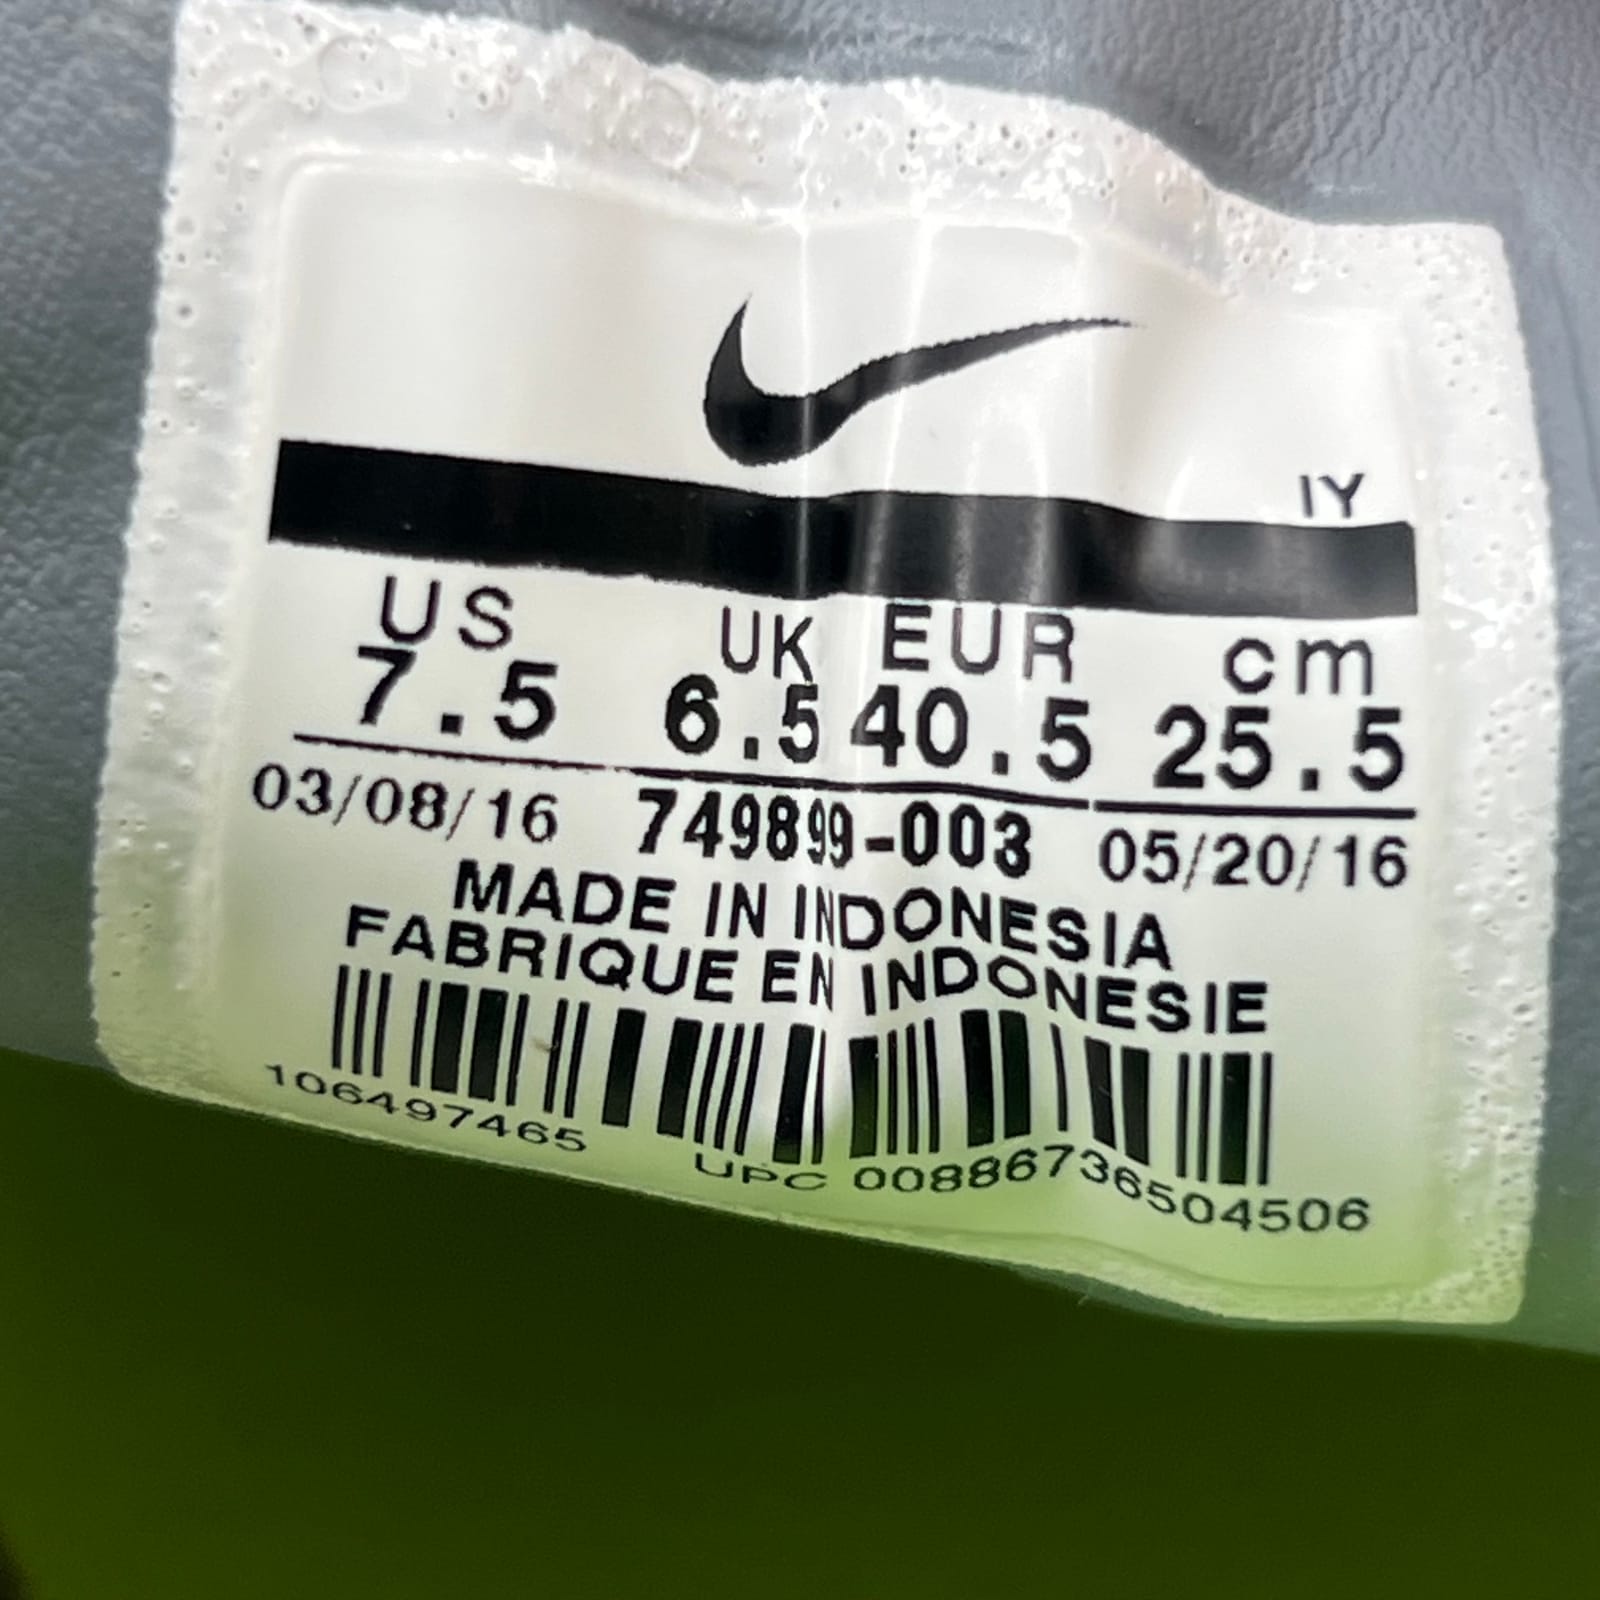 IY
US UK EUR cm
7.5 6.5 40.5 25.5
03/08/16 749899-003 05/20/16
MADE IN INDONESIA
FABRIQUE EN INDONESIE
106497465 UPC 00886736504506